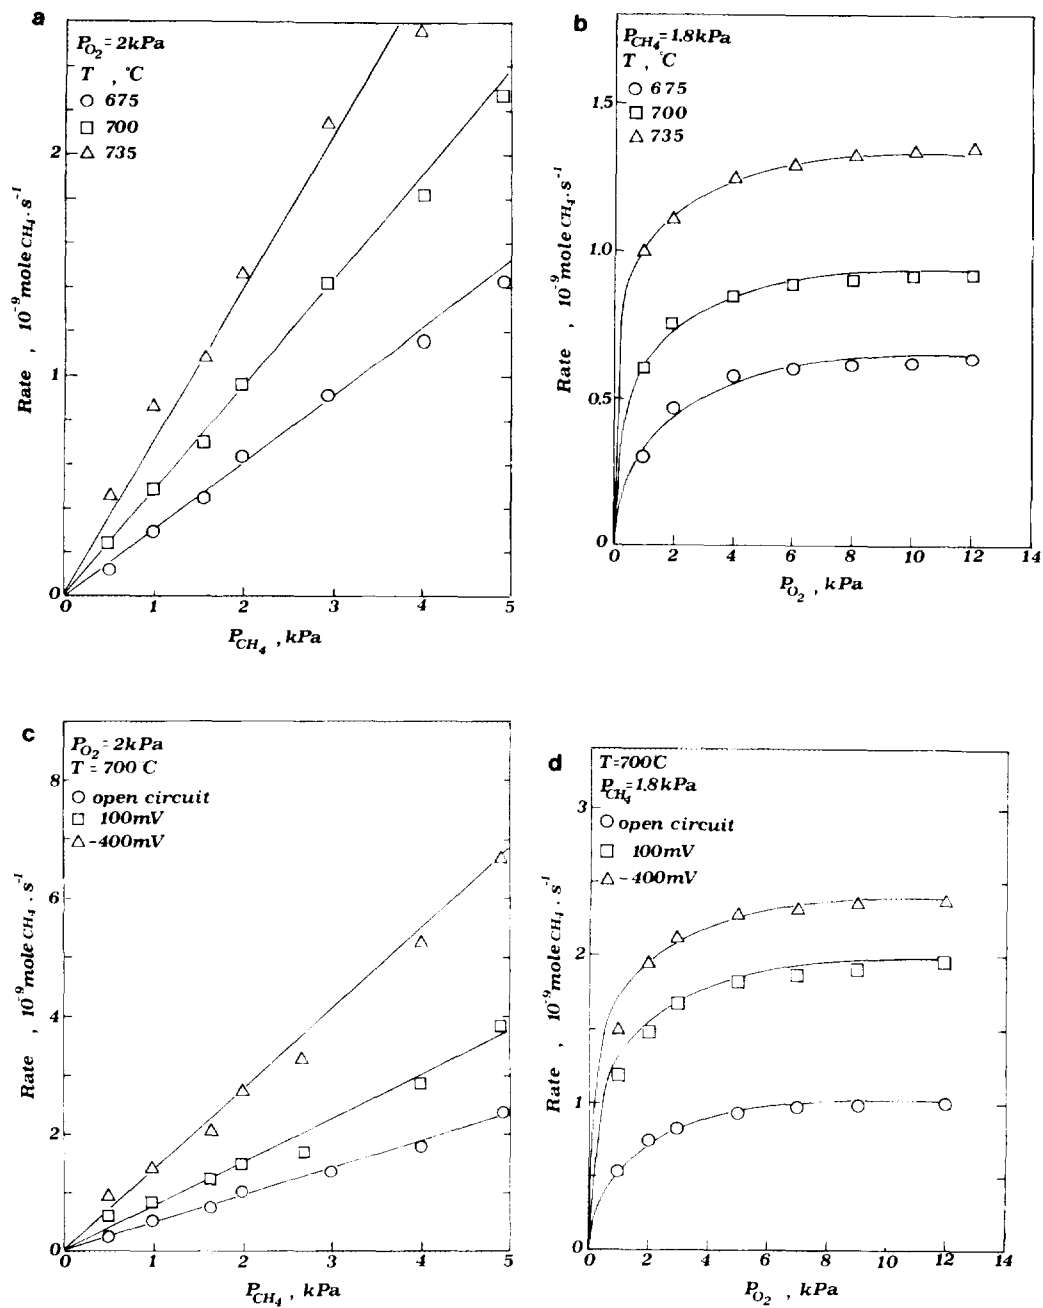 a
P_O2 = 2kPa
T , °C
○ 675
□ 700
△ 735
2
1
0
0 1 2 3 4 5
Rate , 10^-9 mole CH4 . s^-1
P_CH4 , kPa
b
P_CH4 = 1.8kPa
T , °C
○ 675
□ 700
△ 735
1.5
1.0
0.5
0
0 2 4 6 8 10 12 14
Rate , 10^-9 mole CH4 . s^-1
P_O2 , kPa
c
P_O2 = 2kPa
T = 700°C
○ open circuit
□ 100mV
△ -400mV
8
6
4
2
0
0 1 2 3 4 5
Rate , 10^-9 mole CH4 . s^-1
P_CH4 , kPa
d
T=700°C
P_CH4 = 1.8kPa
○ open circuit
□ 100mV
△ -400mV
3
2
1
0
0 2 4 6 8 10 12 14
Rate , 10^-9 mole CH4 . s^-1
P_O2 , kPa